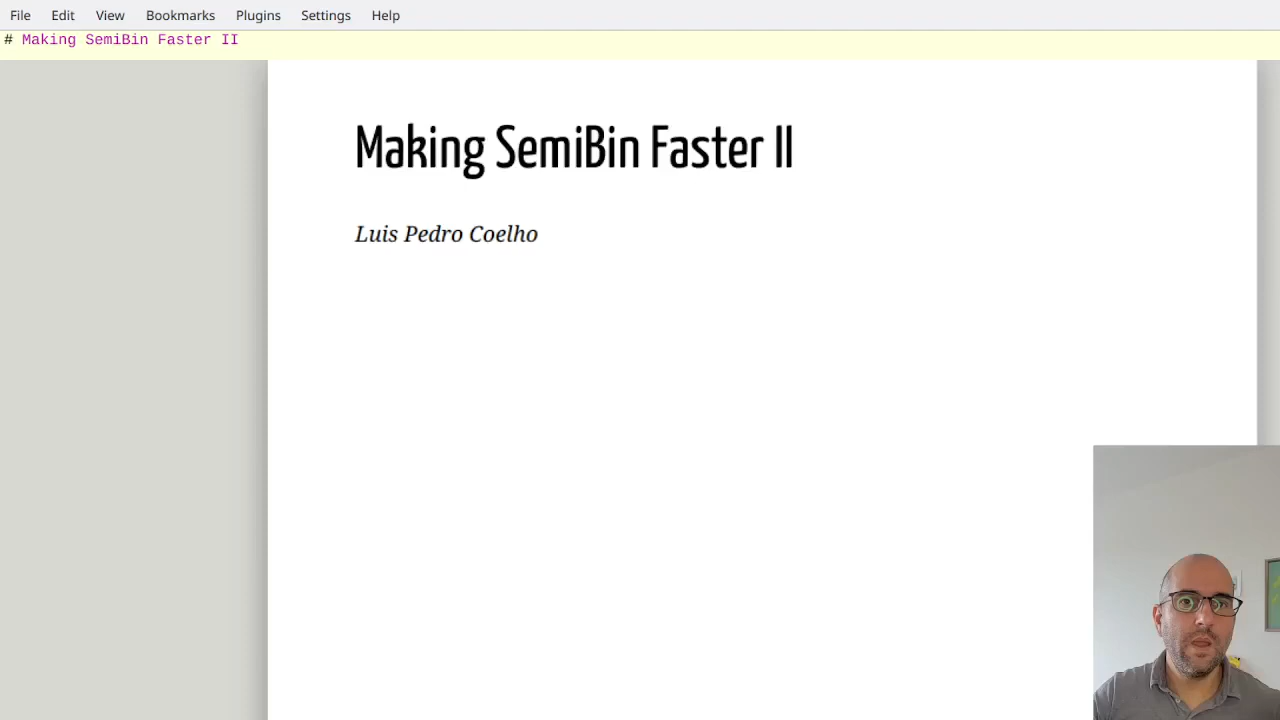 File Edit View Bookmarks Plugins Settings Help
# Making SemiBin Faster II
Making SemiBin Faster II
Luis Pedro Coelho